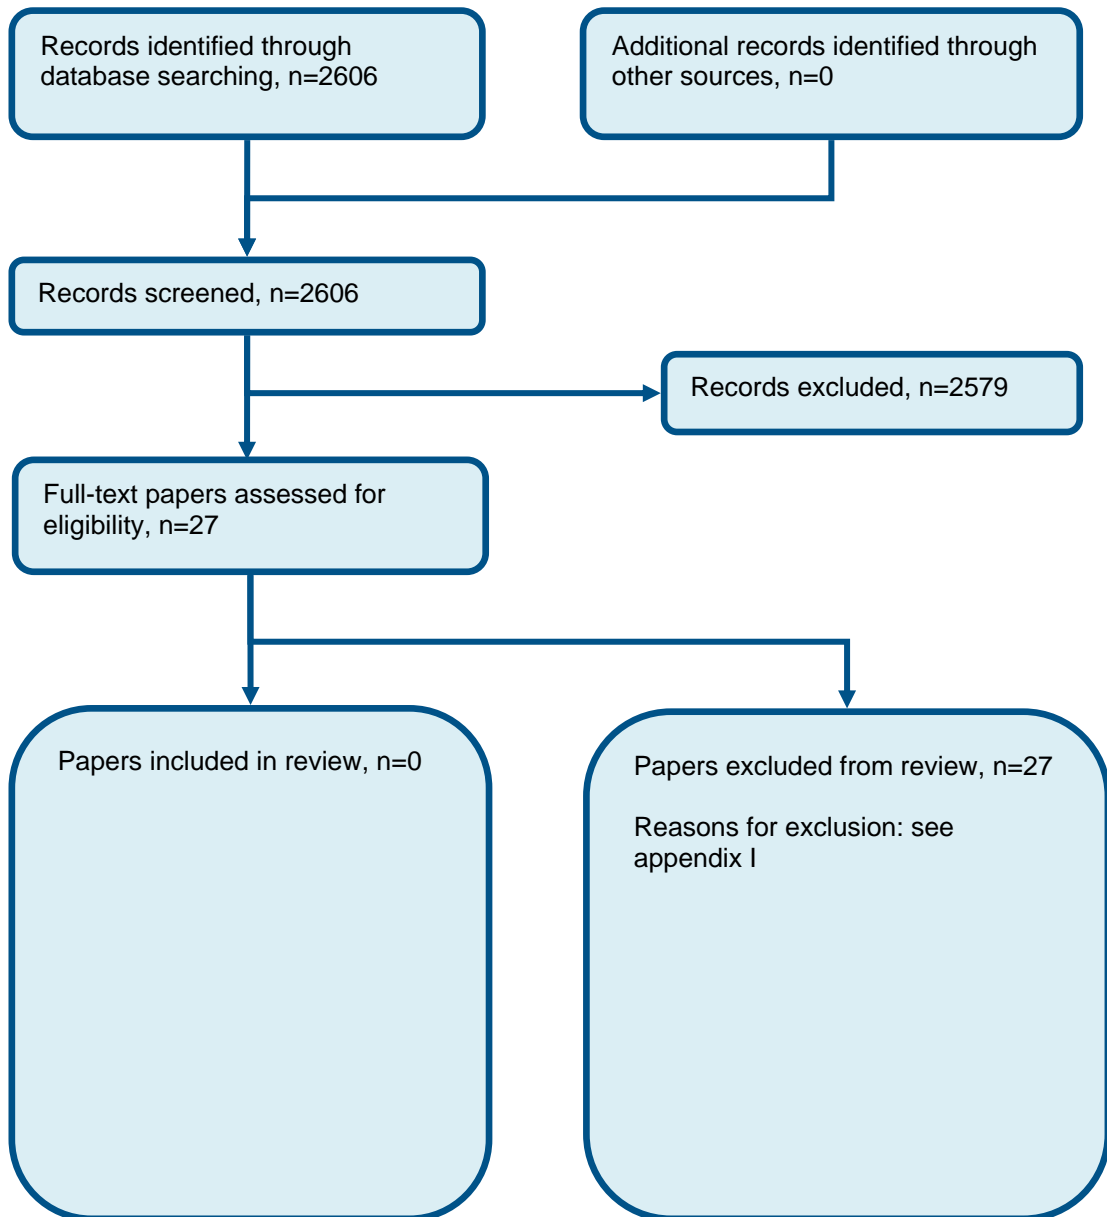 Records identified through
database searching, n=2606
Additional records identified through
other sources, n=0
Records screened, n=2606
Records excluded, n=2579
Full-text papers assessed for
eligibility, n=27
Papers included in review, n=0
Papers excluded from review, n=27
Reasons for exclusion: see
appendix I